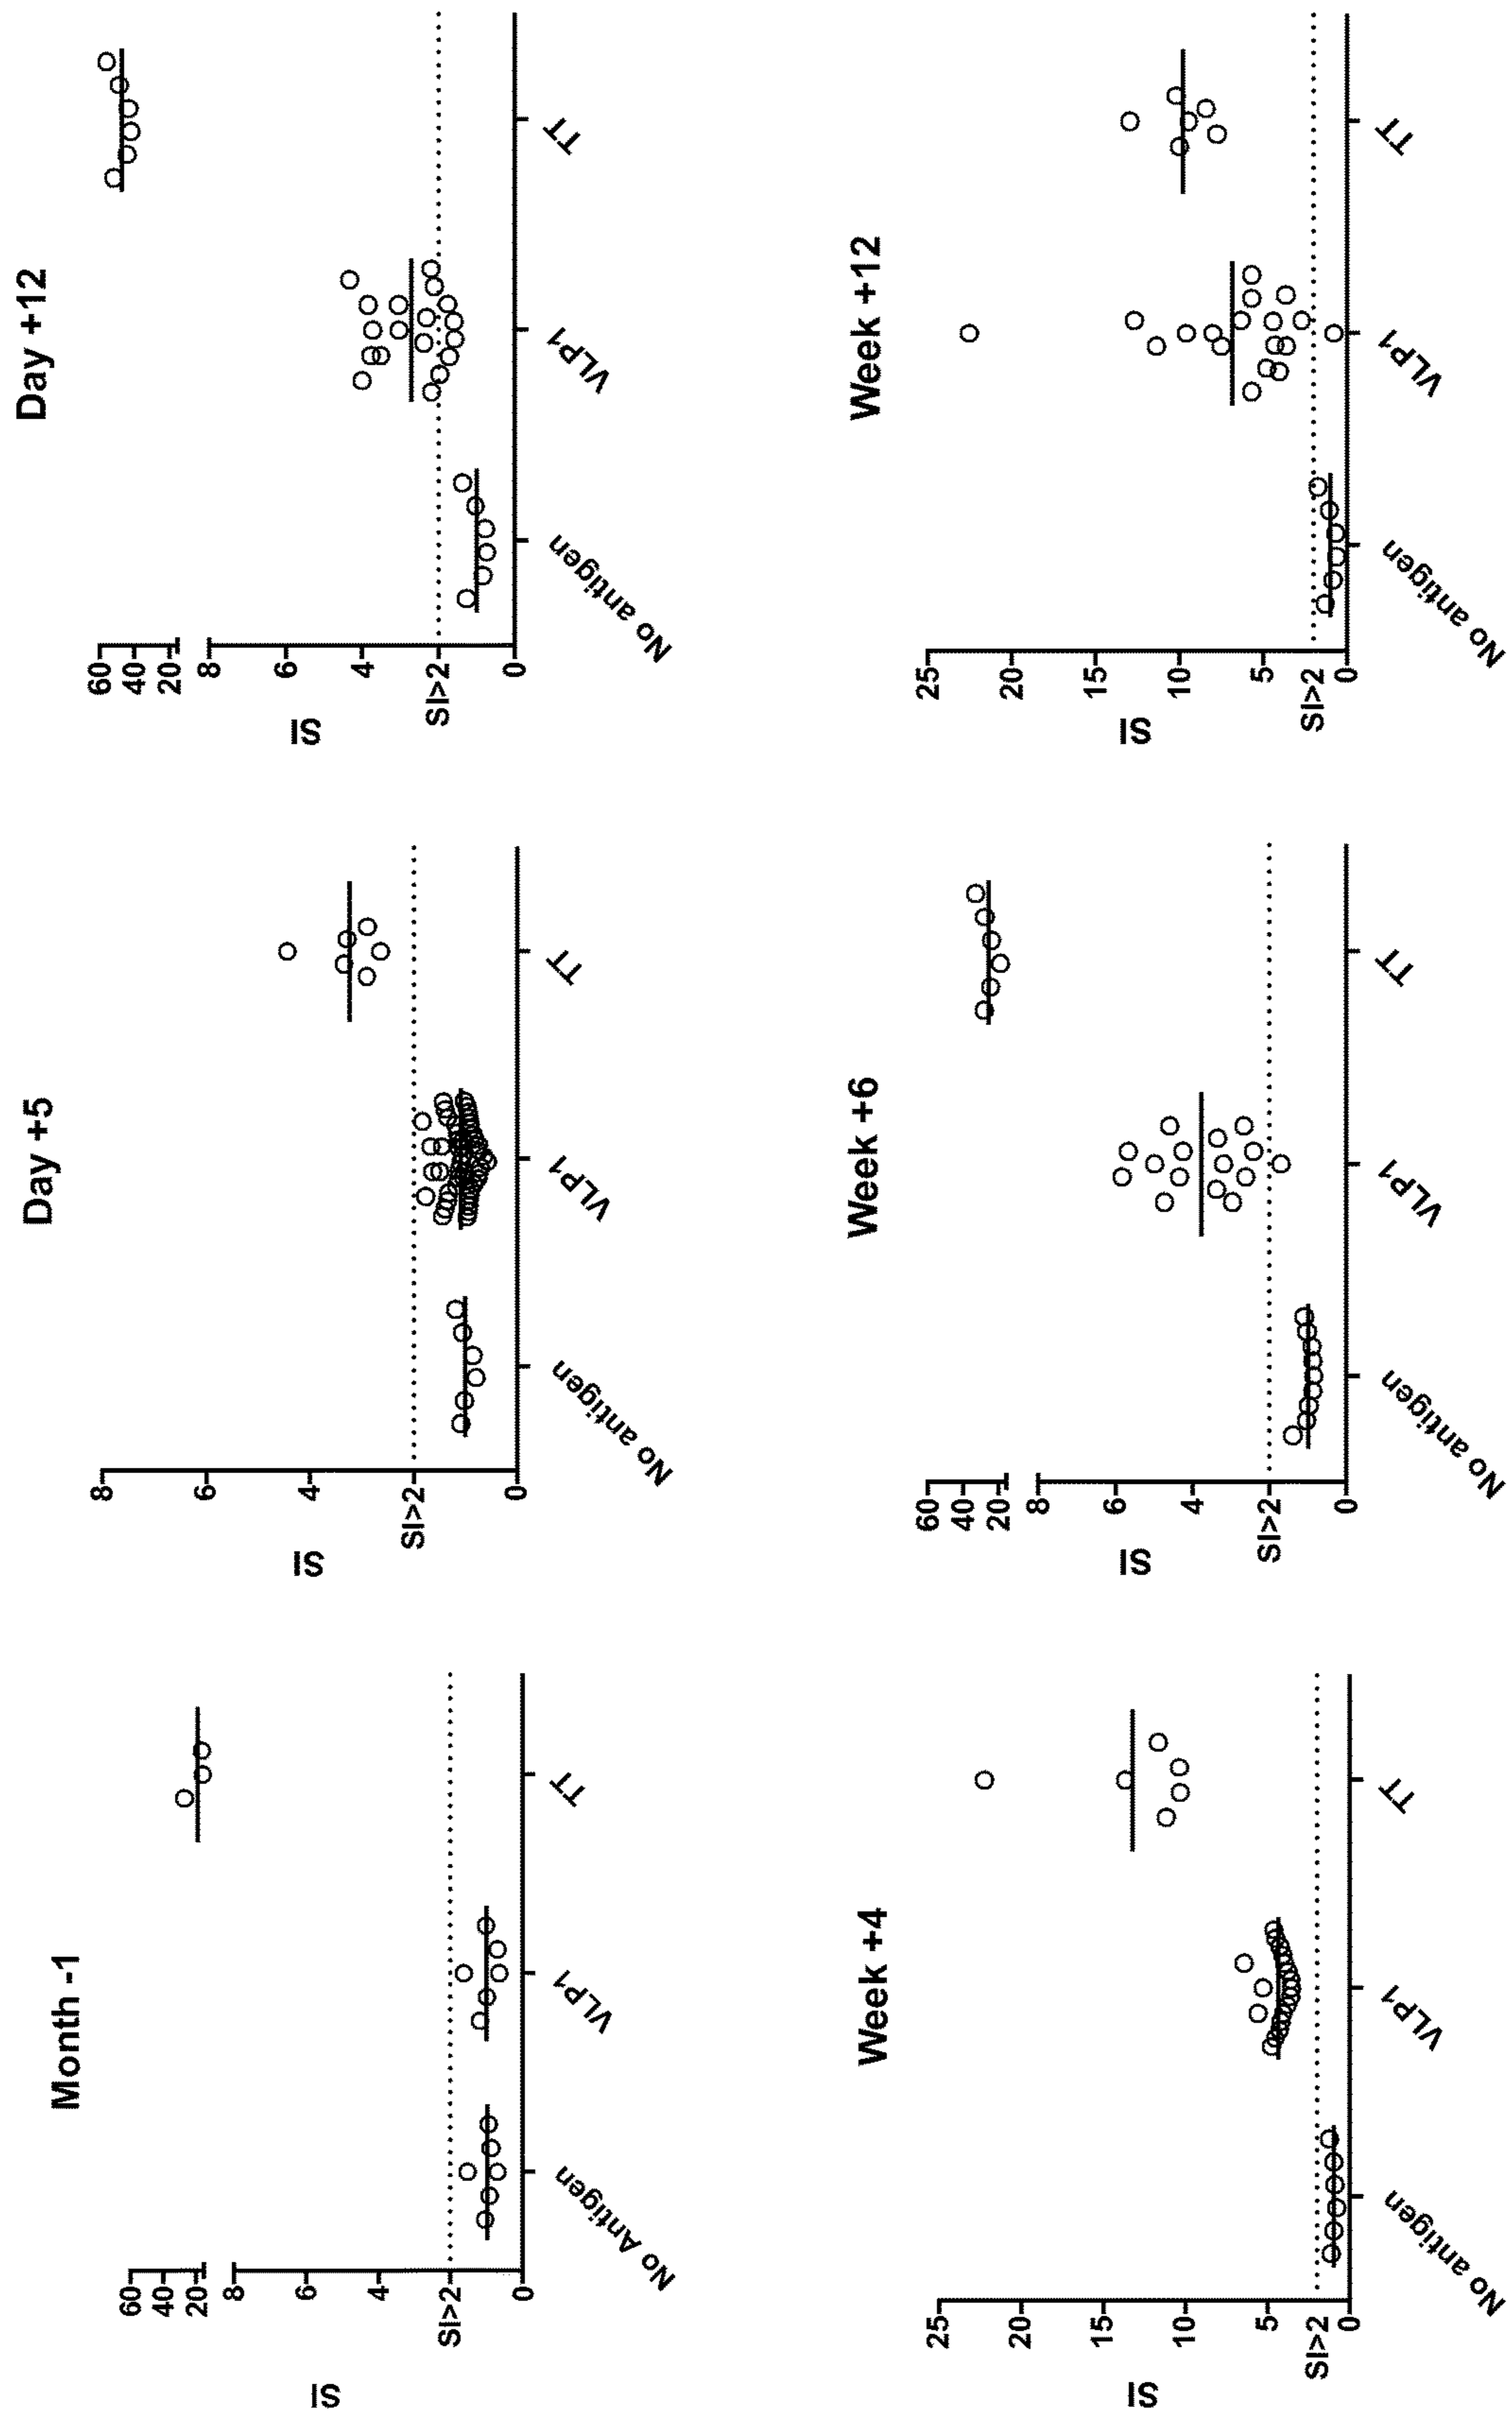 Month -1
SI
60
40
20
8
6
4
SI>2
0
No Antigen
VLP1
TT
Day +5
SI
8
6
4
SI>2
0
No antigen
VLP1
TT
Day +12
SI
60
40
20
8
6
4
SI>2
0
No antigen
VLP1
TT
Week +4
SI
25
20
15
10
5
SI>2
0
No antigen
VLP1
TT
Week +6
SI
60
40
20
8
6
4
SI>2
0
No antigen
VLP1
TT
Week +12
SI
25
20
15
10
5
SI>2
0
No antigen
VLP1
TT